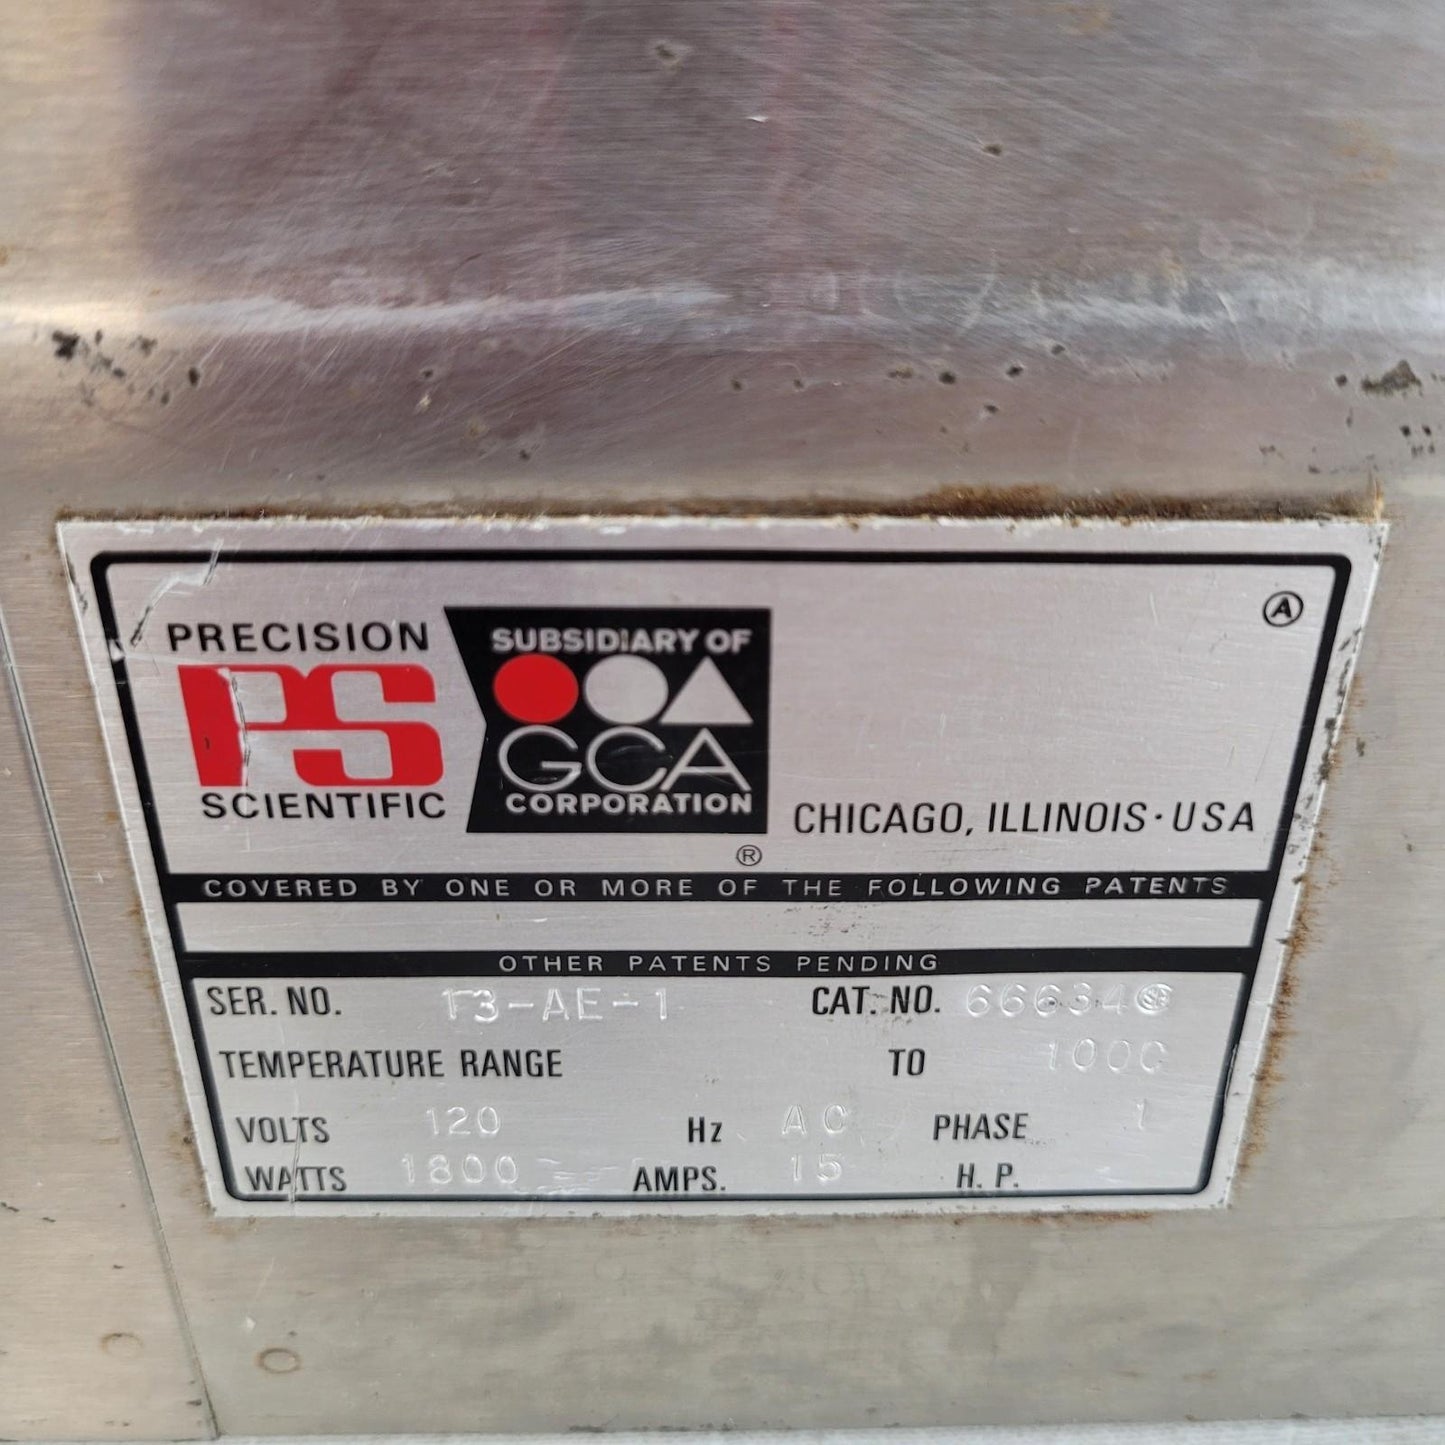 A
PRECISION
PS
SCIENTIFIC
SUBSIDIARY OF
GCA
CORPORATION
®
CHICAGO, ILLINOIS · USA
COVERED BY ONE OR MORE OF THE FOLLOWING PATENTS
OTHER PATENTS PENDING
SER. NO. 13-AE-1 CAT. NO. 66634
TEMPERATURE RANGE TO 100C
VOLTS 120 Hz AC PHASE 1
WATTS 1800 AMPS. 15 H. P.